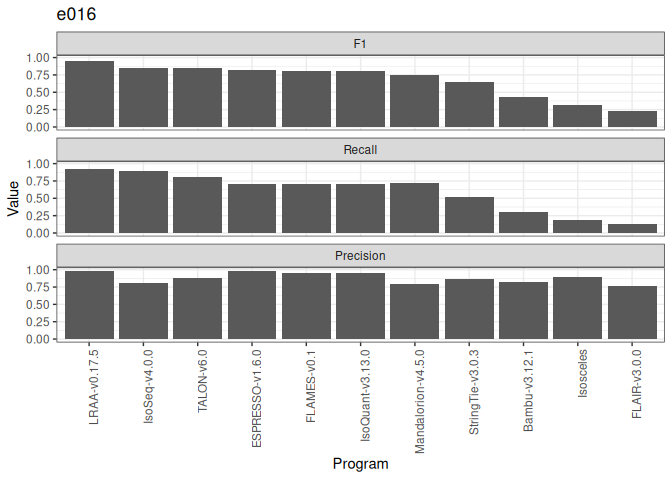 e016
F1
1.00
0.75
0.50
0.25
0.00
Recall
1.00
0.75
0.50
0.25
0.00
Precision
1.00
0.75
0.50
0.25
0.00
Value
LRAA-v0.17.5
IsoSeq-v4.0.0
TALON-v6.0
ESPRESSO-v1.6.0
FLAMES-v0.1
IsoQuant-v3.13.0
Mandalorion-v4.5.0
StringTie-v3.0.3
Bambu-v3.12.1
Isosceles
FLAIR-v3.0.0
Program